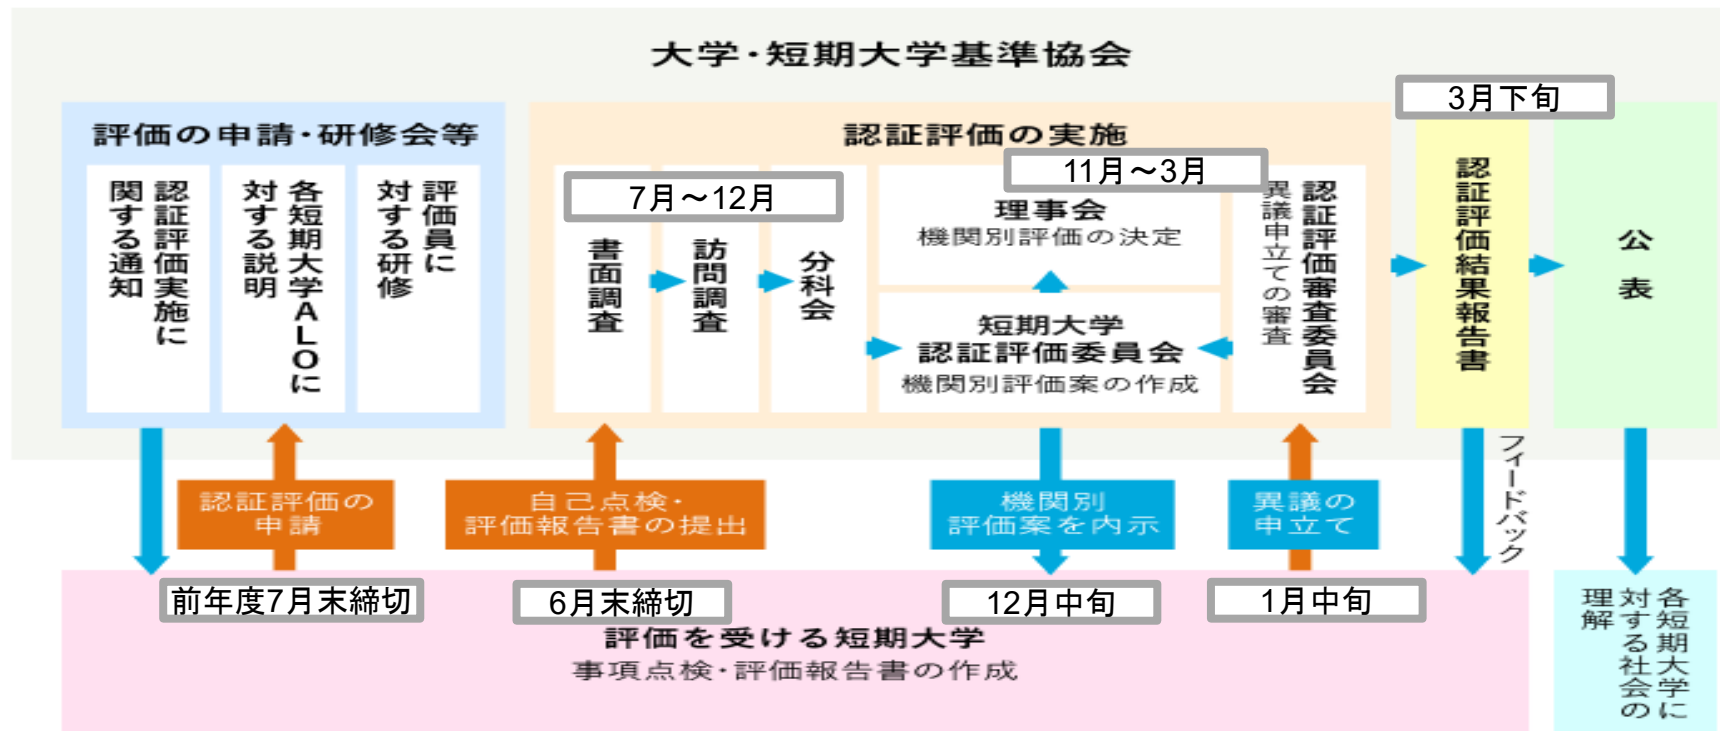 大学・短期大学基準協会
評価の申請・研修会等
認証評価実施に
関する通知
各短期大学ALOに
対する説明
評価員に
対する研修
認証評価の実施
7月～12月
書面調査
訪問調査
分科会
11月～3月
理事会
機関別評価の決定
短期大学
認証評価委員会
機関別評価案の作成
認証評価審査委員会
異議申立ての審査
3月下旬
認証評価結果報告書
公表
認証評価の
申請
自己点検・
評価報告書の提出
機関別
評価案を内示
異議の
申立て
フィードバック
前年度7月末締切
6月末締切
12月中旬
1月中旬
評価を受ける短期大学
事項点検・評価報告書の作成
各短期大学に
対する社会の
理解